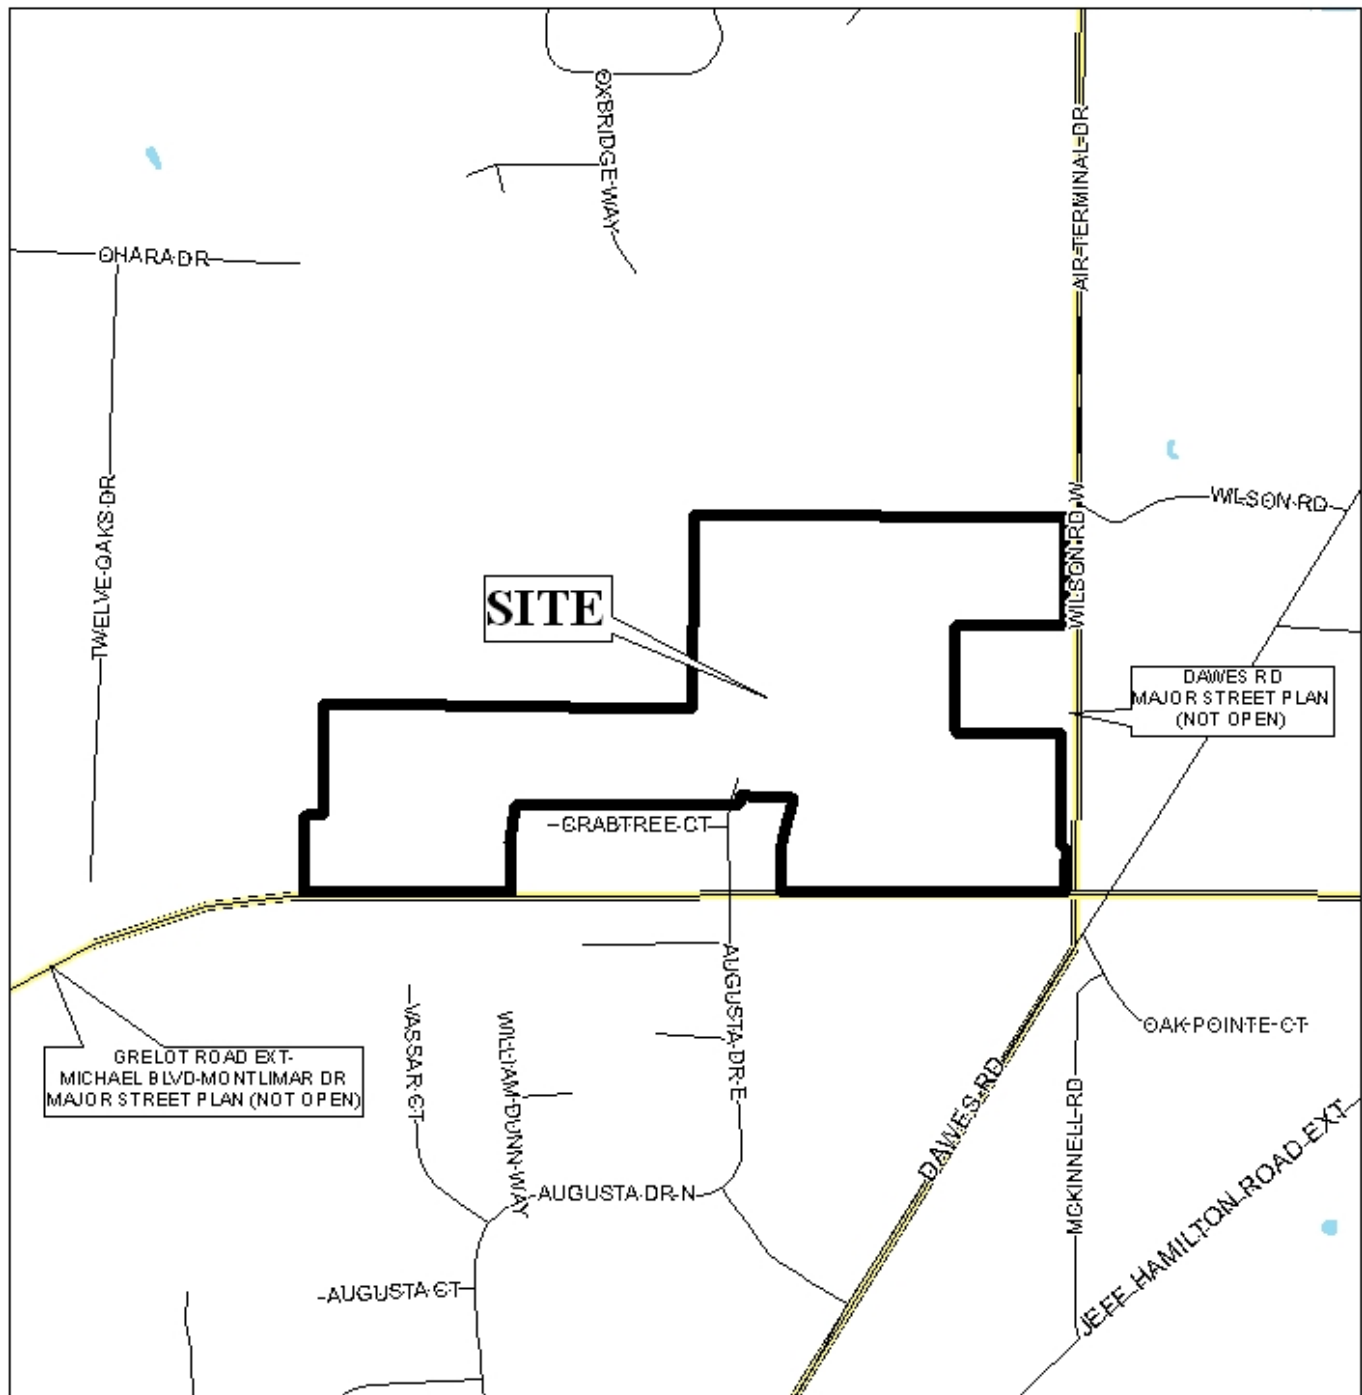 OXBRIDGE WAY
AIR TERMINAL DR
OHARA DR
TWELVE OAKS DR
WILSON RD
WILSON RD W
SITE
DAWES RD
MAJOR STREET PLAN
(NOT OPEN)
CRABTREE CT
AUGUSTA DR E
VASSAR CT
WILLIAM DUNN WAY
GRELOT ROAD EXT-
MICHAEL BLVD-MONTLIMAR DR
MAJOR STREET PLAN (NOT OPEN)
OAK POINTE CT
DAWES RD
MCKINNELL RD
JEFF HAMILTON ROAD EXT
AUGUSTA DR N
AUGUSTA CT